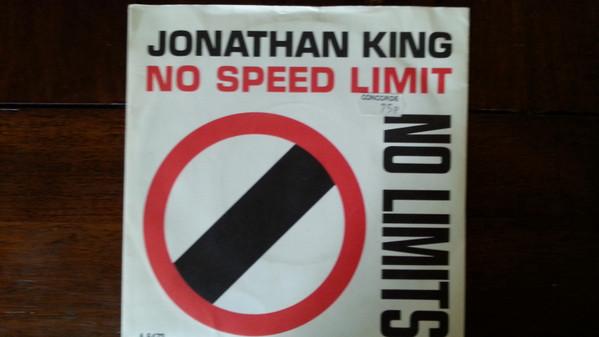 JONATHAN KING
NO SPEED LIMIT
CONCORDE
75p
NO LIMITS